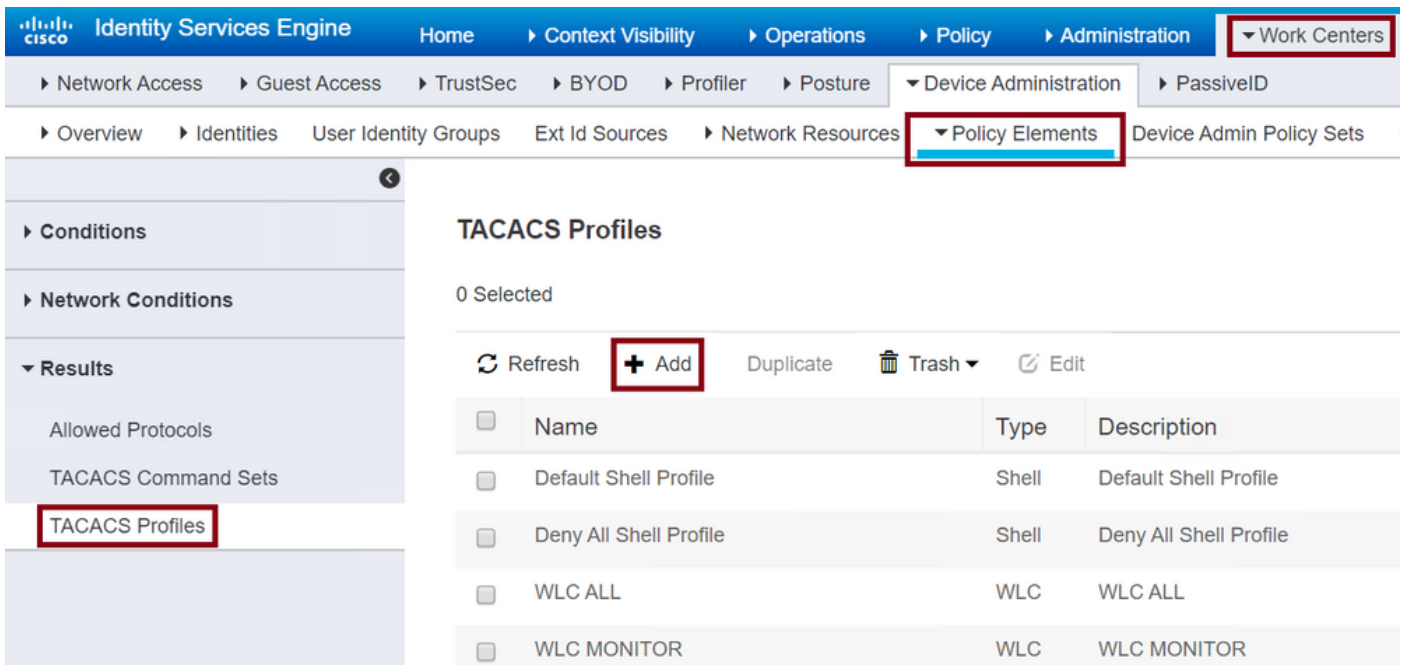 cisco Identity Services Engine Home Context Visibility Operations Policy Administration Work Centers
Network Access Guest Access TrustSec BYOD Profiler Posture Device Administration PassiveID
Overview Identities User Identity Groups Ext Id Sources Network Resources Policy Elements Device Admin Policy Sets
Conditions
Network Conditions
Results
Allowed Protocols
TACACS Command Sets
TACACS Profiles
TACACS Profiles
0 Selected
Refresh Add Duplicate Trash Edit
Name Type Description
Default Shell Profile Shell Default Shell Profile
Deny All Shell Profile Shell Deny All Shell Profile
WLC ALL WLC WLC ALL
WLC MONITOR WLC WLC MONITOR